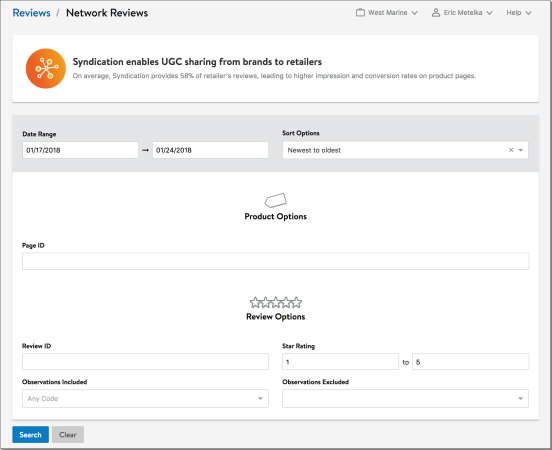 Reviews / Network Reviews West Marine Eric Metelka Help
Syndication enables UGC sharing from brands to retailers
On average, Syndication provides 58% of retailer's reviews, leading to higher impression and conversion rates on product pages.
Date Range Sort Options
01/17/2018 → 01/24/2018 Newest to oldest ×
Product Options
Page ID
Review Options
Review ID Star Rating
1 to 5
Observations Included Observations Excluded
Any Code
Search Clear